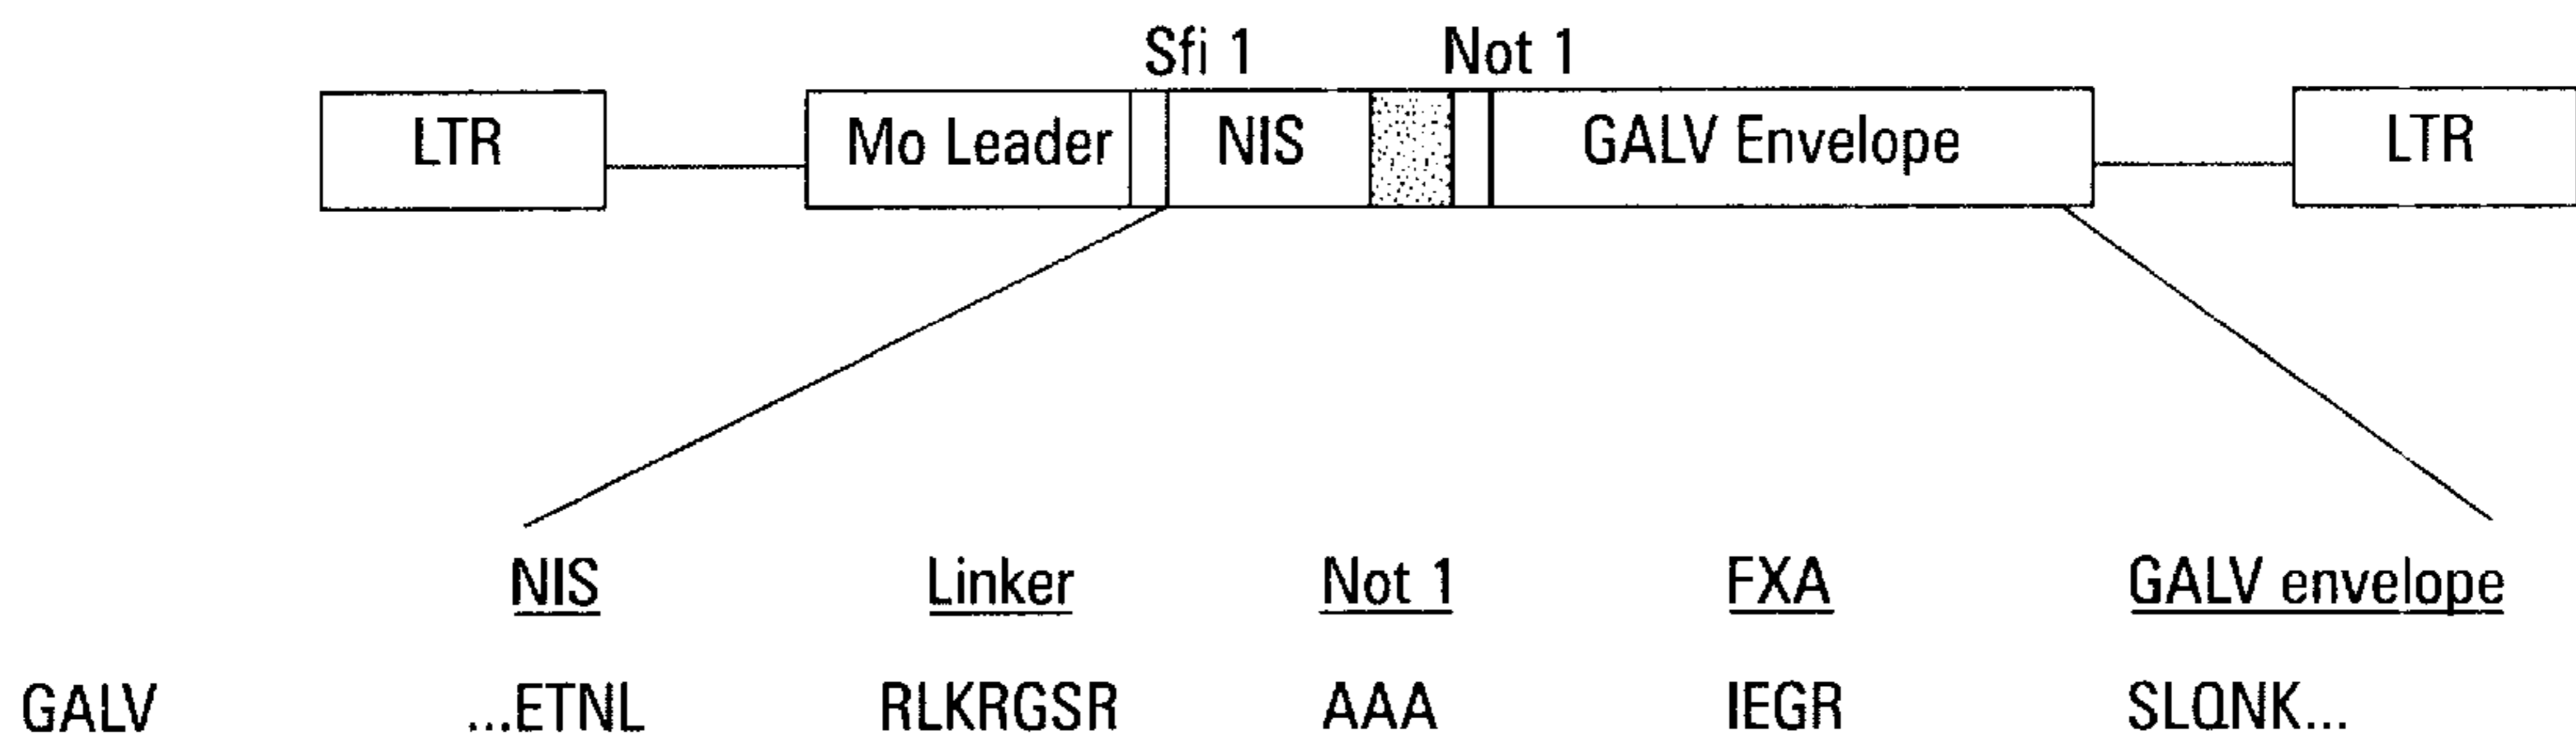 Sfi 1 Not 1
LTR Mo Leader NIS GALV Envelope LTR
NIS Linker Not 1 FXA GALV envelope
GALV ...ETNL RLKRGSR AAA IEGR SLQNK...